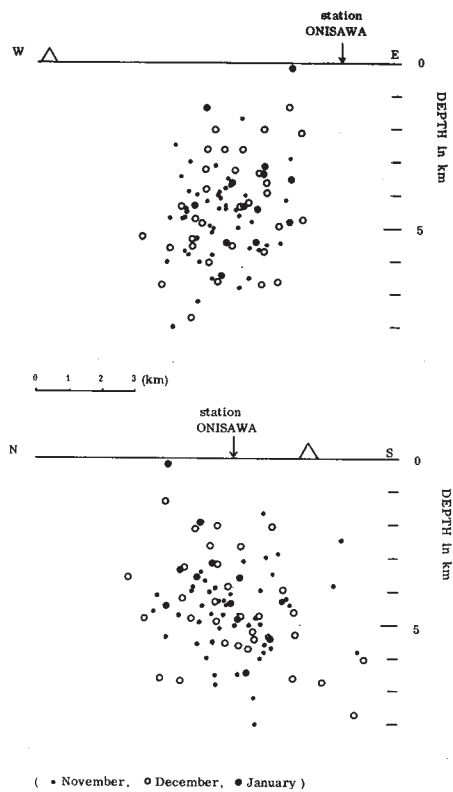 station
ONISAWA
W
E
0
DEPTH in km
5
0 1 2 3 (km)
station
ONISAWA
N
S
0
DEPTH in km
5
( • November, o December, ● January )